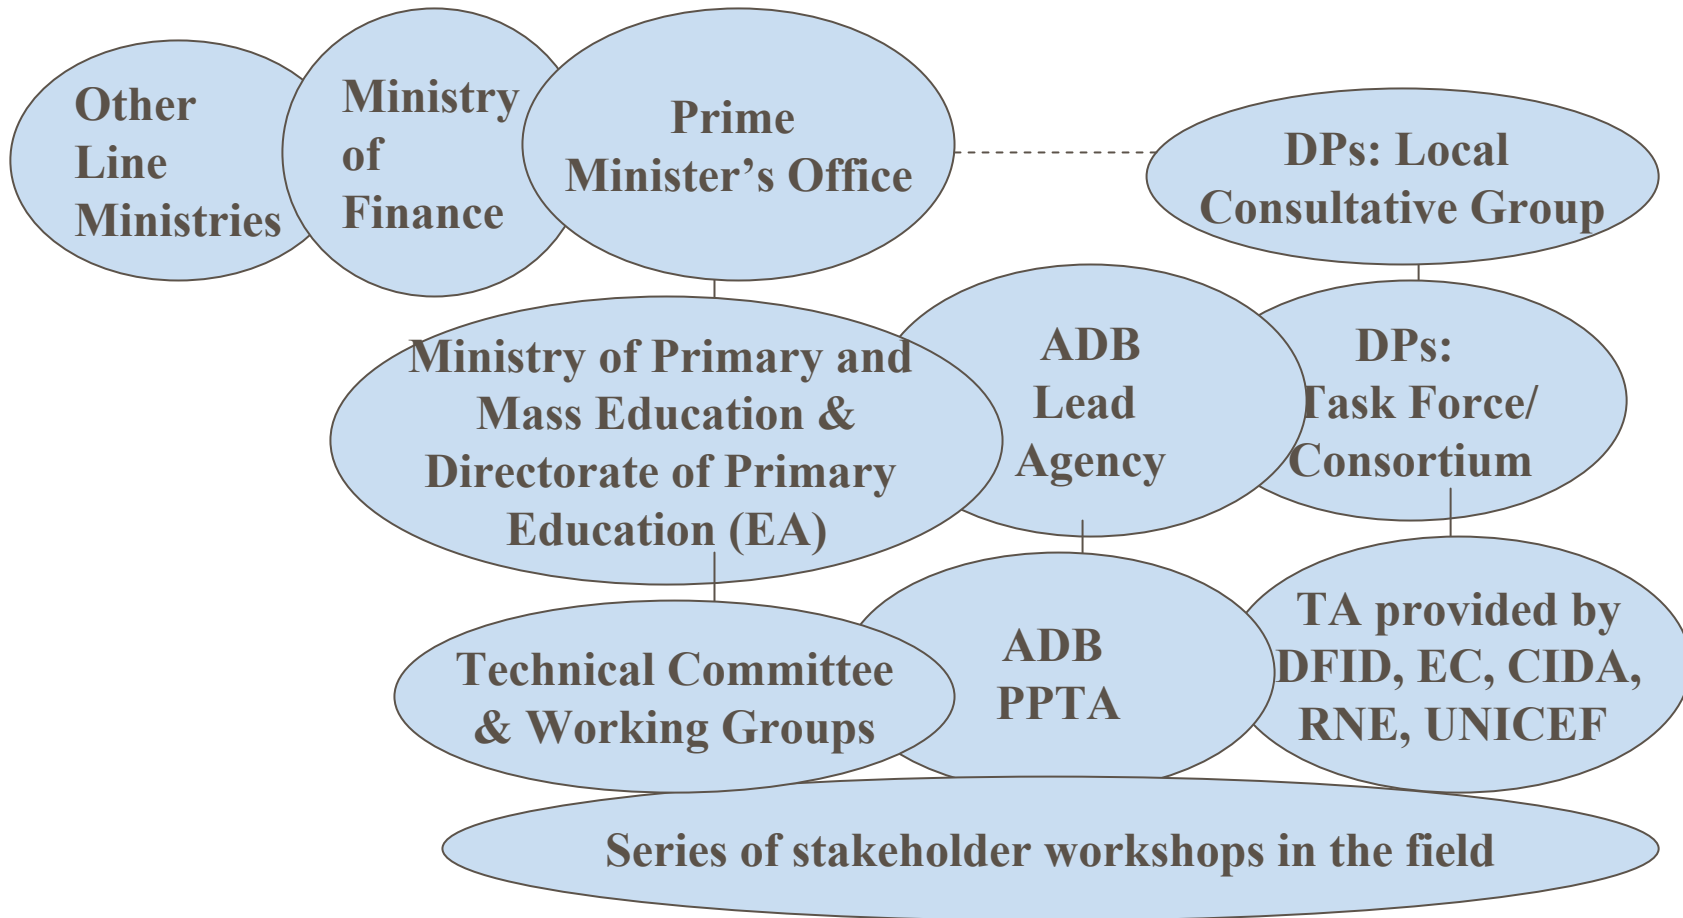 Other
Line
Ministries
Ministry
of
Finance
Prime
Minister’s Office
DPs: Local
Consultative Group
Ministry of Primary and
Mass Education &
Directorate of Primary
Education (EA)
ADB
Lead
Agency
DPs:
Task Force/
Consortium
Technical Committee
& Working Groups
ADB
PPTA
TA provided by
DFID, EC, CIDA,
RNE, UNICEF
Series of stakeholder workshops in the field